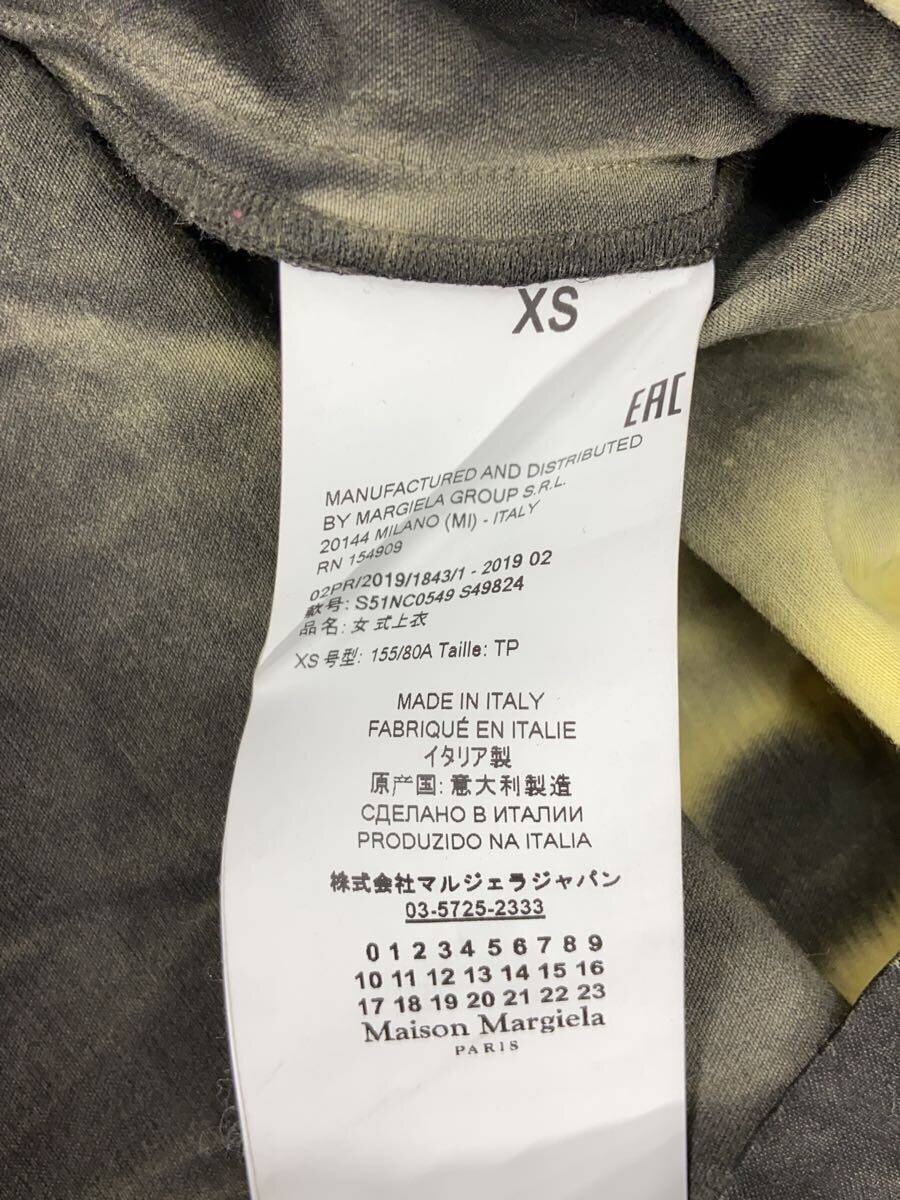 XS
EAC
MANUFACTURED AND DISTRIBUTED
BY MARGIELA GROUP S.R.L.
20144 MILANO (MI) - ITALY
RN 154909
02PR/2019/1843/1 - 2019 02
款号: S51NC0549 S49824
品名: 女式上衣
XS 号型: 155/80A Taille: TP
MADE IN ITALY
FABRIQUÉ EN ITALIE
イタリア製
原产国: 意大利製造
СДЕЛАНО В ИТАЛИИ
PRODUZIDO NA ITALIA
株式会社マルジェラジャパン
03-5725-2333
0 1 2 3 4 5 6 7 8 9
10 11 12 13 14 15 16
17 18 19 20 21 22 23
Maison Margiela
PARIS